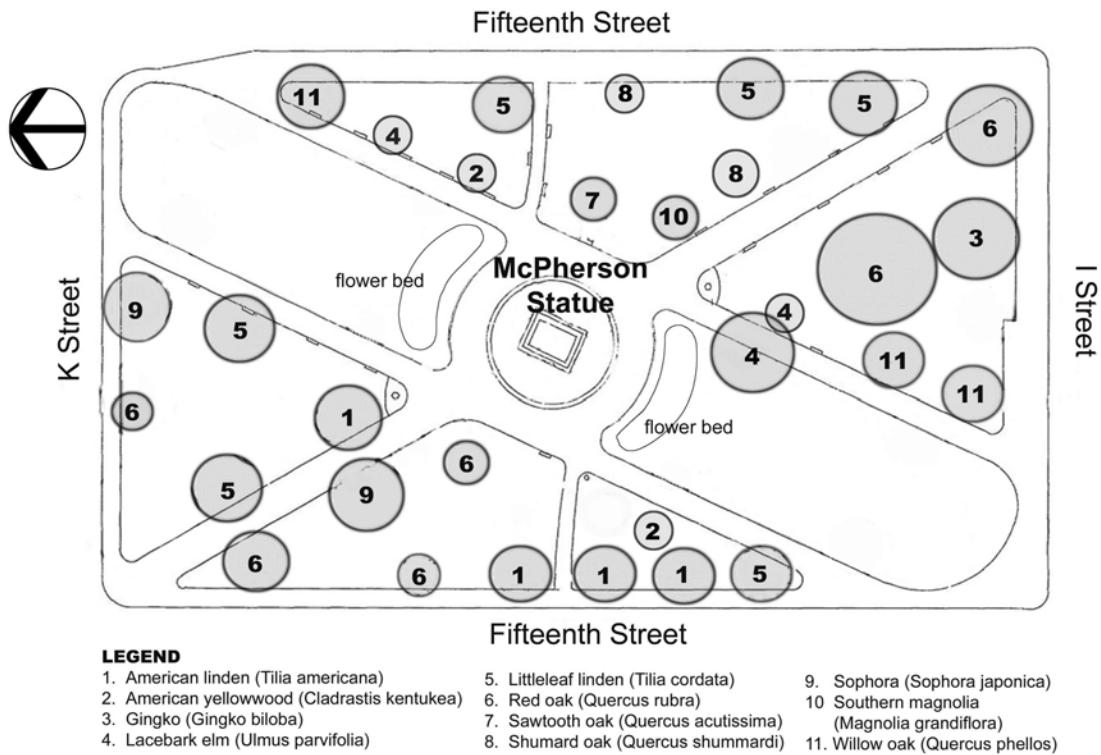 Fifteenth Street
11
5
8
5
5
6
4
2
8
7
10
3
K Street
flower bed
McPherson
Statue
6
I Street
9
5
4
4
11
11
6
1
flower bed
6
5
9
2
6
6
1
1
1
5
Fifteenth Street
LEGEND
1. American linden (Tilia americana)
2. American yellowwood (Cladrastis kentukea)
3. Gingko (Gingko biloba)
4. Lacebark elm (Ulmus parvifolia)
5. Littleleaf linden (Tilia cordata)
6. Red oak (Quercus rubra)
7. Sawtooth oak (Quercus acutissima)
8. Shumard oak (Quercus shummardi)
9. Sophora (Sophora japonica)
10 Southern magnolia
(Magnolia grandiflora)
11. Willow oak (Quercus phellos)